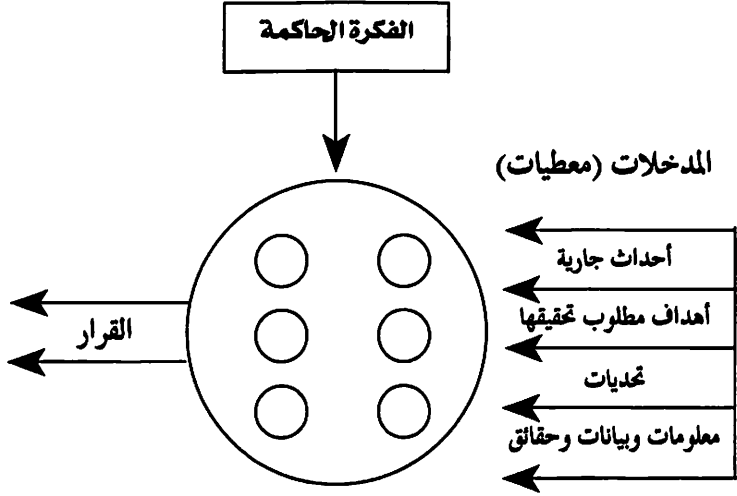 الفكرة الحاكمة
المدخلات (معطيات)
أحداث جارية
أهداف مطلوب تحقيقها
تحديات
معلومات وبيانات وحقائق
القرار